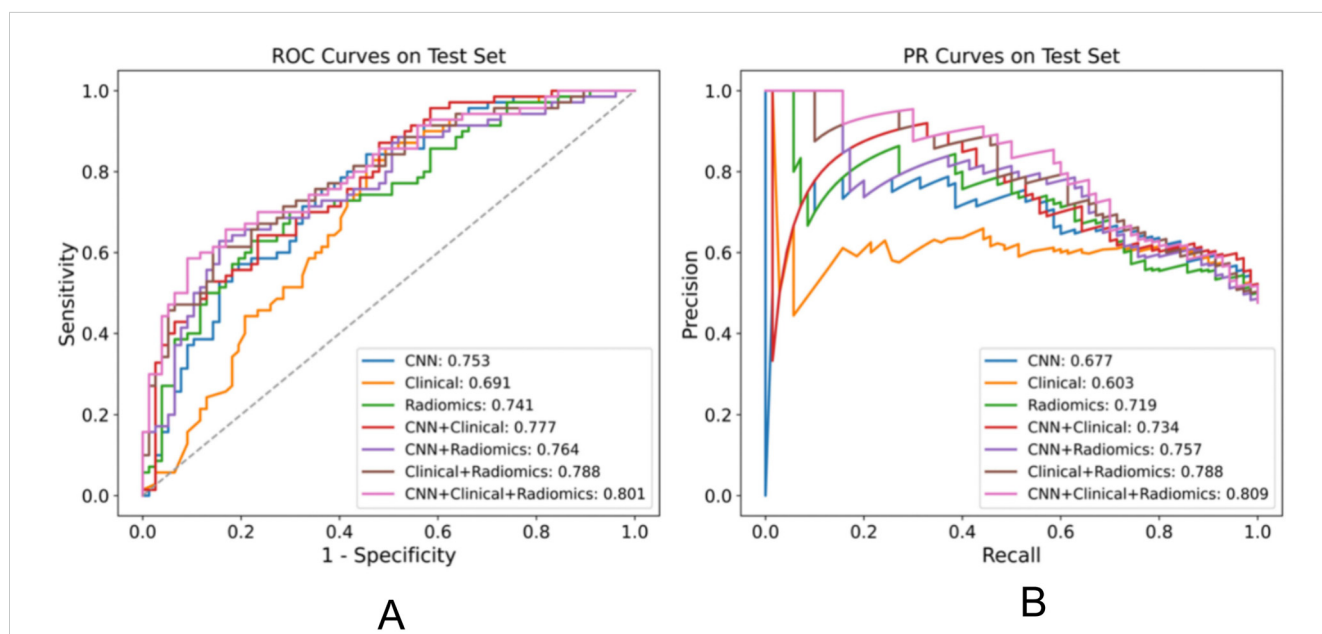 ROC Curves on Test Set
1.0
0.8
0.6
0.4
0.2
0.0
Sensitivity
CNN: 0.753
Clinical: 0.691
Radiomics: 0.741
CNN+Clinical: 0.777
CNN+Radiomics: 0.764
Clinical+Radiomics: 0.788
CNN+Clinical+Radiomics: 0.801
0.0 0.2 0.4 0.6 0.8 1.0
1 - Specificity
A
PR Curves on Test Set
1.0
0.8
0.6
0.4
0.2
0.0
Precision
CNN: 0.677
Clinical: 0.603
Radiomics: 0.719
CNN+Clinical: 0.734
CNN+Radiomics: 0.757
Clinical+Radiomics: 0.788
CNN+Clinical+Radiomics: 0.809
0.0 0.2 0.4 0.6 0.8 1.0
Recall
B